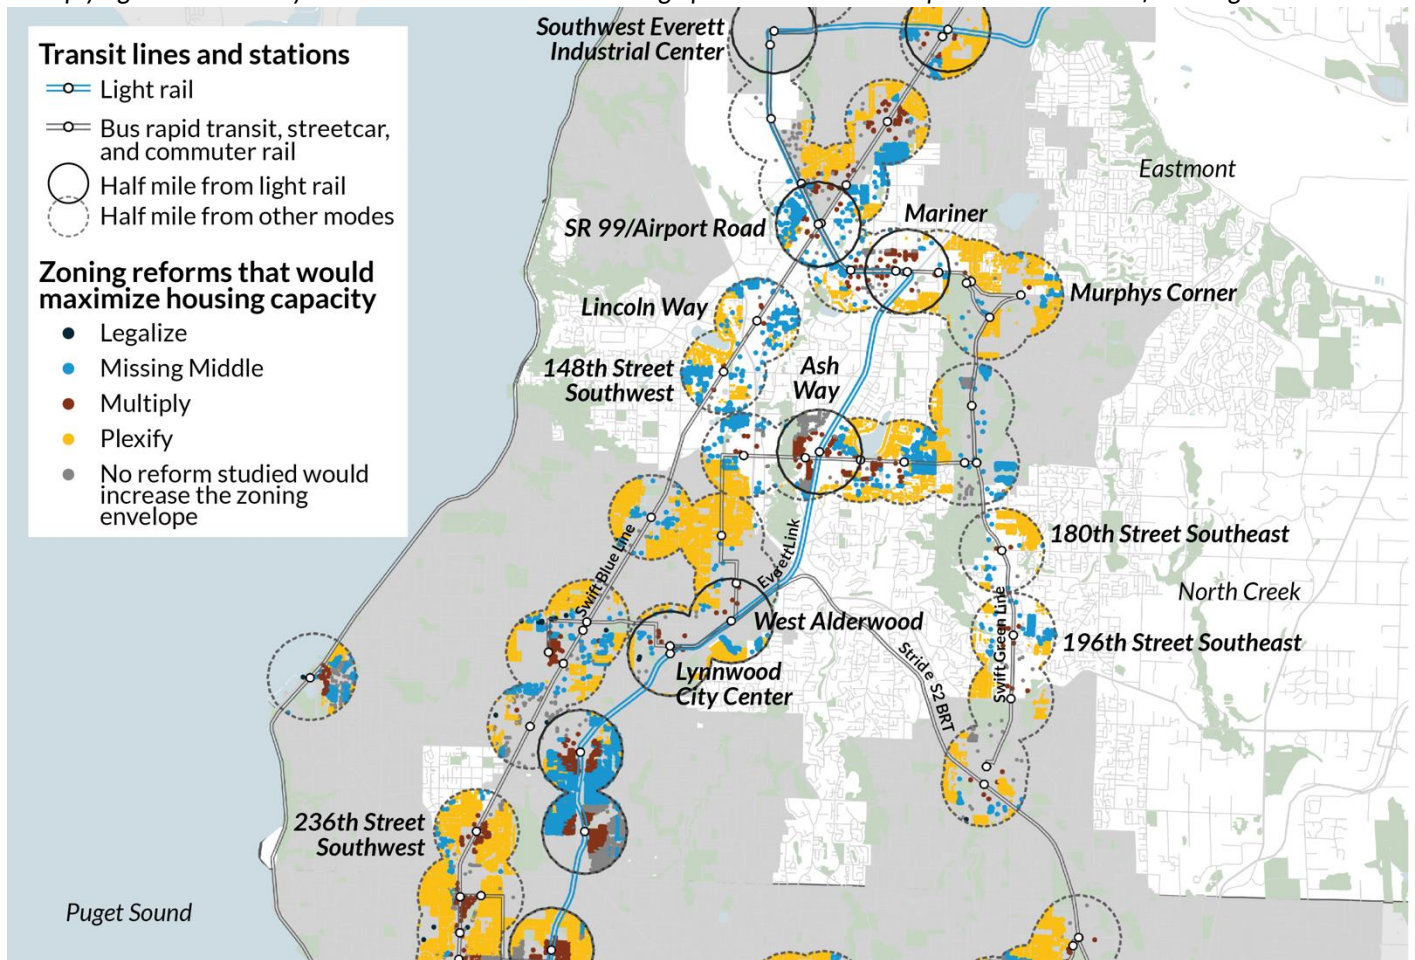 Transit lines and stations
Light rail
Bus rapid transit, streetcar,
and commuter rail
Half mile from light rail
Half mile from other modes
Zoning reforms that would
maximize housing capacity
Legalize
Missing Middle
Multiply
Plexify
No reform studied would
increase the zoning
envelope
Southwest Everett
Industrial Center
Eastmont
SR 99/Airport Road
Mariner
Murphys Corner
Lincoln Way
148th Street
Southwest
Ash
Way
180th Street Southeast
North Creek
196th Street Southeast
Swift Blue Line
Everett Link
Swift Green Line
West Alderwood
Stride S2 BRT
Lynnwood
City Center
236th Street
Southwest
Puget Sound